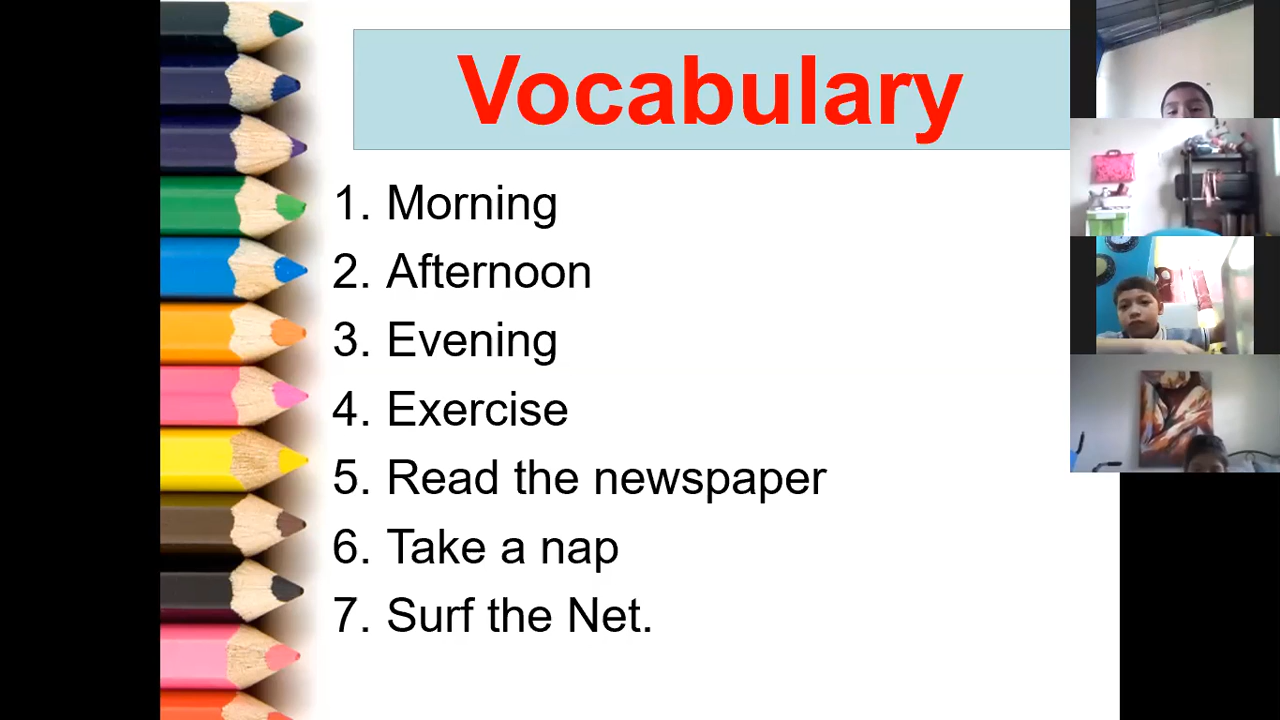 Vocabulary
1. Morning
2. Afternoon
3. Evening
4. Exercise
5. Read the newspaper
6. Take a nap
7. Surf the Net.